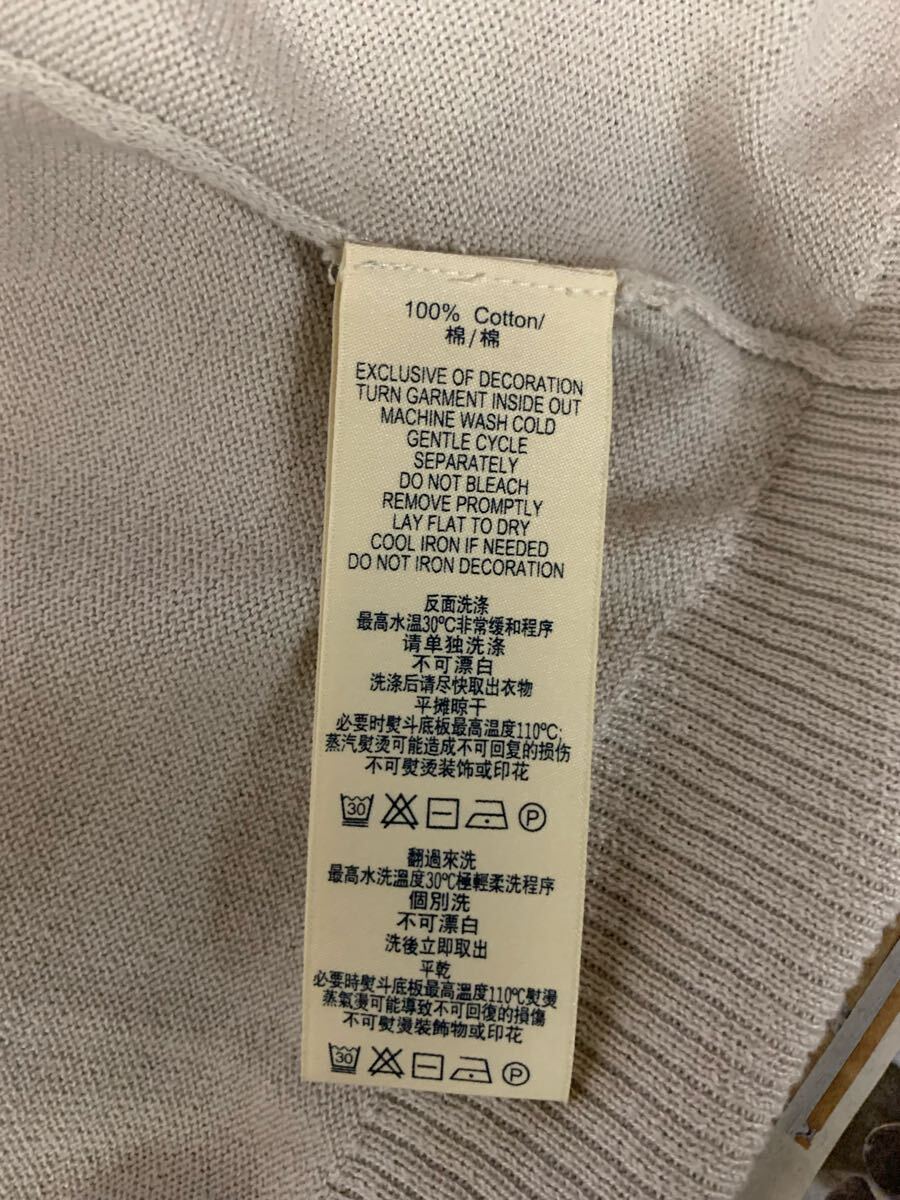 100% Cotton/
棉/棉
EXCLUSIVE OF DECORATION
TURN GARMENT INSIDE OUT
MACHINE WASH COLD
GENTLE CYCLE
SEPARATELY
DO NOT BLEACH
REMOVE PROMPTLY
LAY FLAT TO DRY
COOL IRON IF NEEDED
DO NOT IRON DECORATION
反面洗涤
最高水温30ºC非常缓和程序
请单独洗涤
不可漂白
洗涤后请尽快取出衣物
平摊晾干
必要时熨斗底板最高温度110ºC;
蒸汽熨烫可能造成不可回复的损伤
不可熨烫装饰或印花
30 P
翻過來洗
最高水洗溫度30ºC極輕柔洗程序
個別洗
不可漂白
洗後立即取出
平乾
必要時熨斗底板最高溫度110ºC熨燙
蒸氣燙可能導致不可回復的損傷
不可熨燙裝飾物或印花
30 P